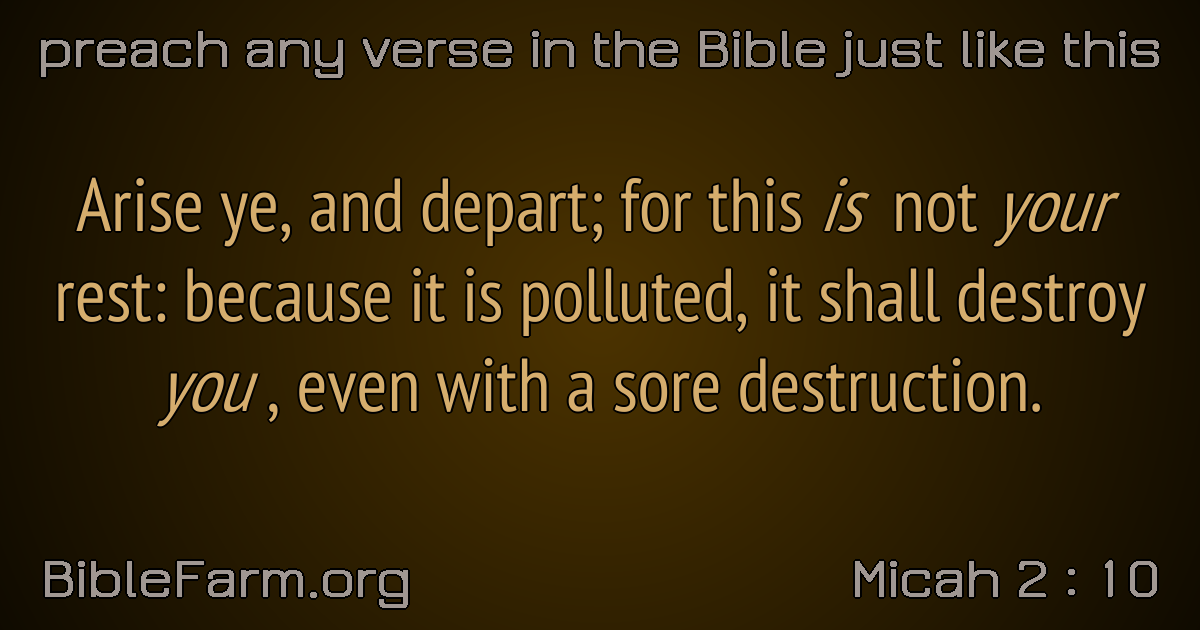 preach any verse in the Bible just like this
Arise ye, and depart; for this is not your
rest: because it is polluted, it shall destroy
you , even with a sore destruction.
BibleFarm.org
Micah 2 : 10